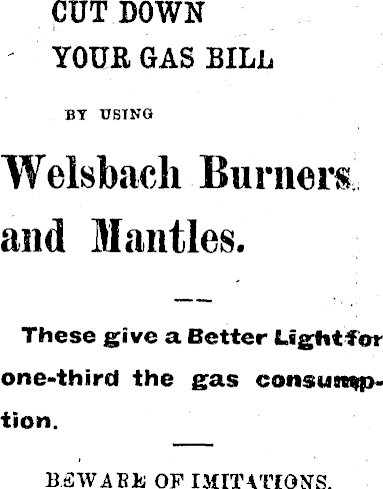 CUT DOWN
YOUR GAS BILL
BY USING
Welsbach Burners
and Mantles.
These give a Better Light for
one-third the gas consump-
tion.
BEWARE OF IMITATIONS.